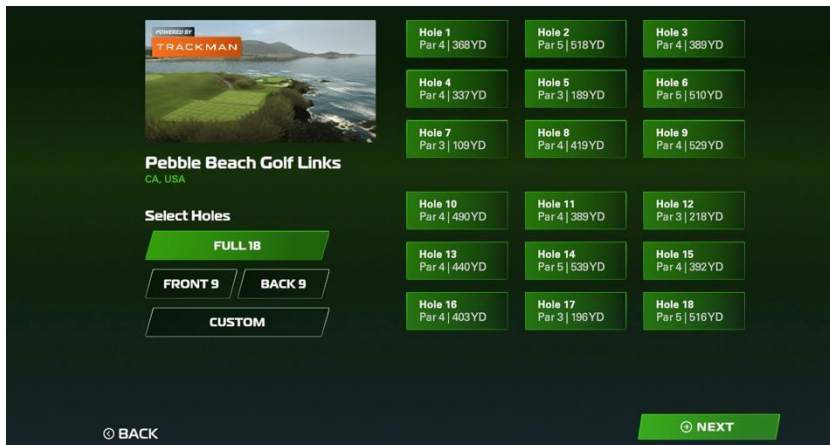 POWERED BY
TRACKMAN
Pebble Beach Golf Links
CA, USA
Select Holes
FULL 18
FRONT 9
BACK 9
CUSTOM
Hole 1
Par 4 | 368YD
Hole 2
Par 5 | 518YD
Hole 3
Par 4 | 389YD
Hole 4
Par 4 | 337YD
Hole 5
Par 3 | 189YD
Hole 6
Par 5 | 510YD
Hole 7
Par 3 | 109YD
Hole 8
Par 4 | 419YD
Hole 9
Par 4 | 529YD
Hole 10
Par 4 | 490YD
Hole 11
Par 4 | 389YD
Hole 12
Par 3 | 218YD
Hole 13
Par 4 | 440YD
Hole 14
Par 5 | 539YD
Hole 15
Par 4 | 392YD
Hole 16
Par 4 | 403YD
Hole 17
Par 3 | 196YD
Hole 18
Par 5 | 516YD
BACK
NEXT